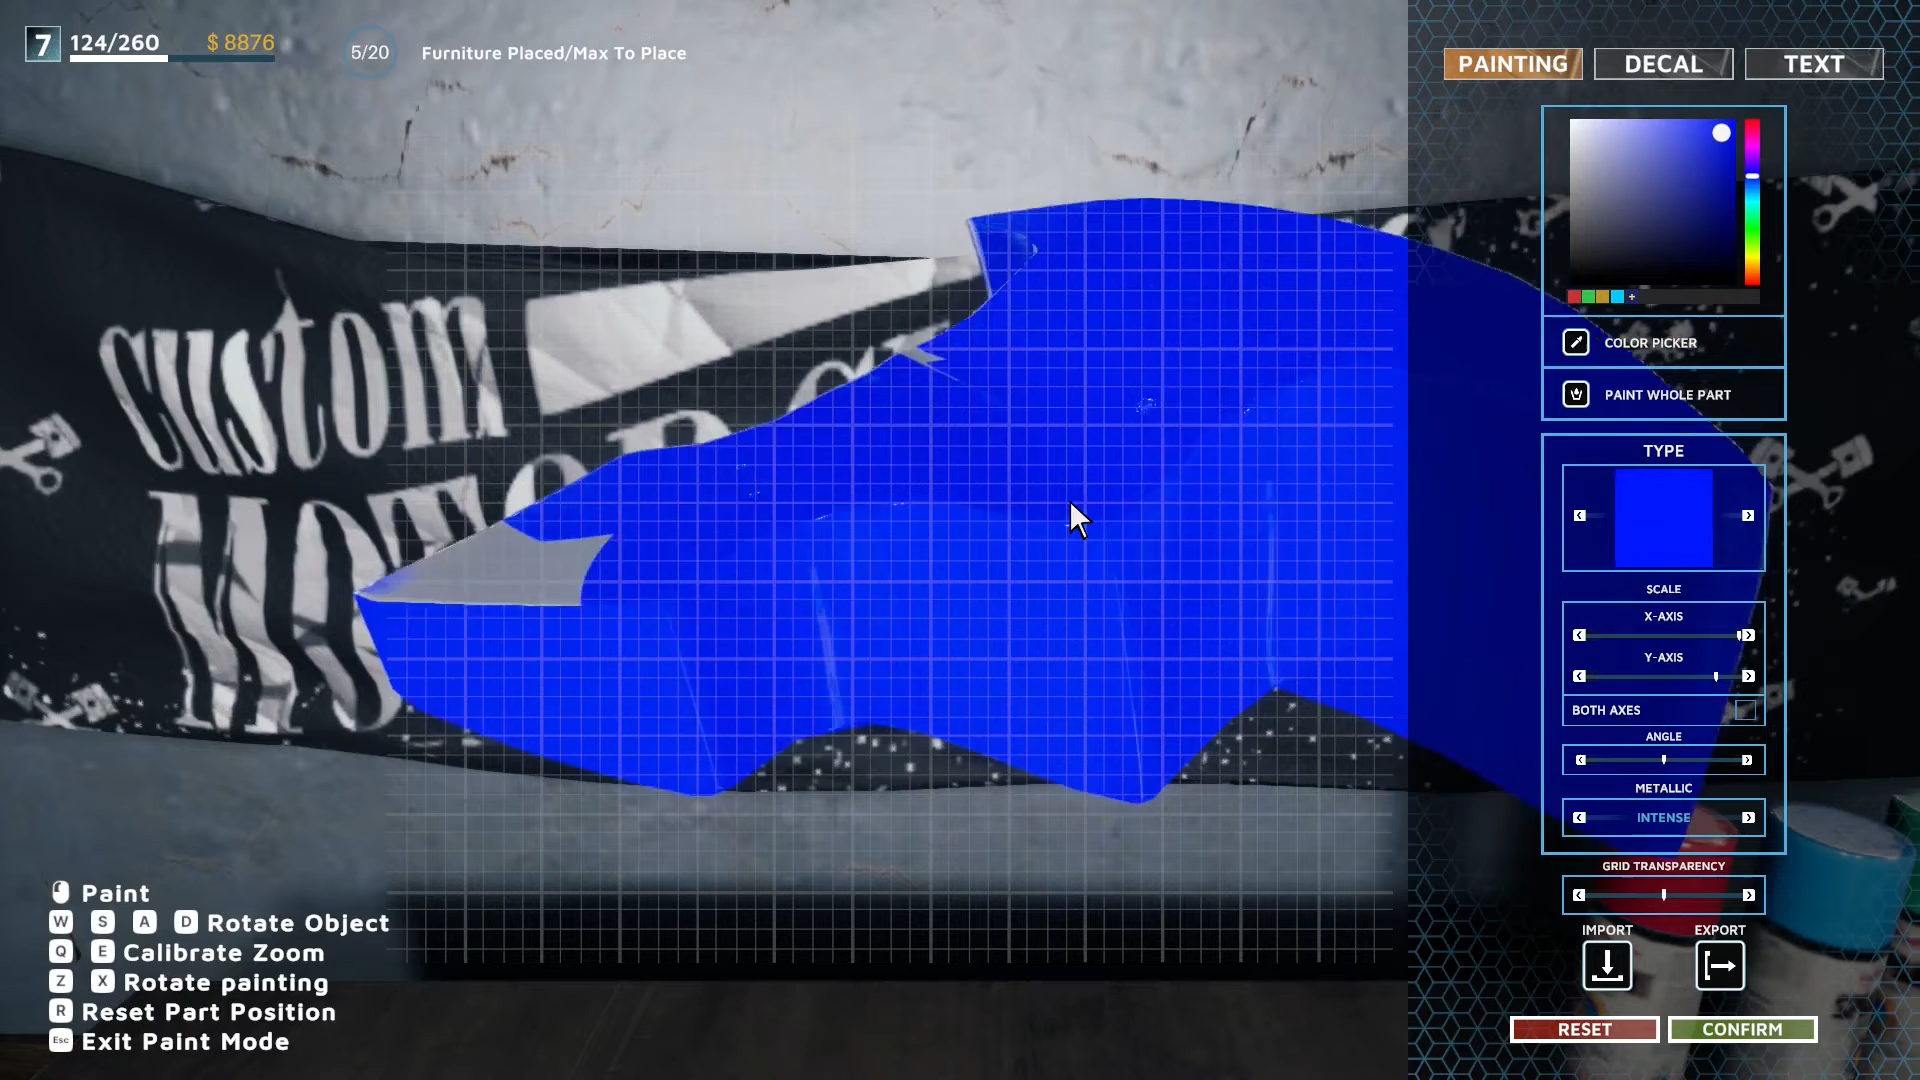 7 124/260 $ 8876
5/20 Furniture Placed/Max To Place
PAINTING DECAL TEXT
COLOR PICKER
PAINT WHOLE PART
TYPE
SCALE
X-AXIS
Y-AXIS
BOTH AXES
ANGLE
METALLIC
INTENSE
GRID TRANSPARENCY
IMPORT EXPORT
RESET CONFIRM
custom
Paint
W S A D Rotate Object
Q E Calibrate Zoom
Z X Rotate painting
R Reset Part Position
Esc Exit Paint Mode